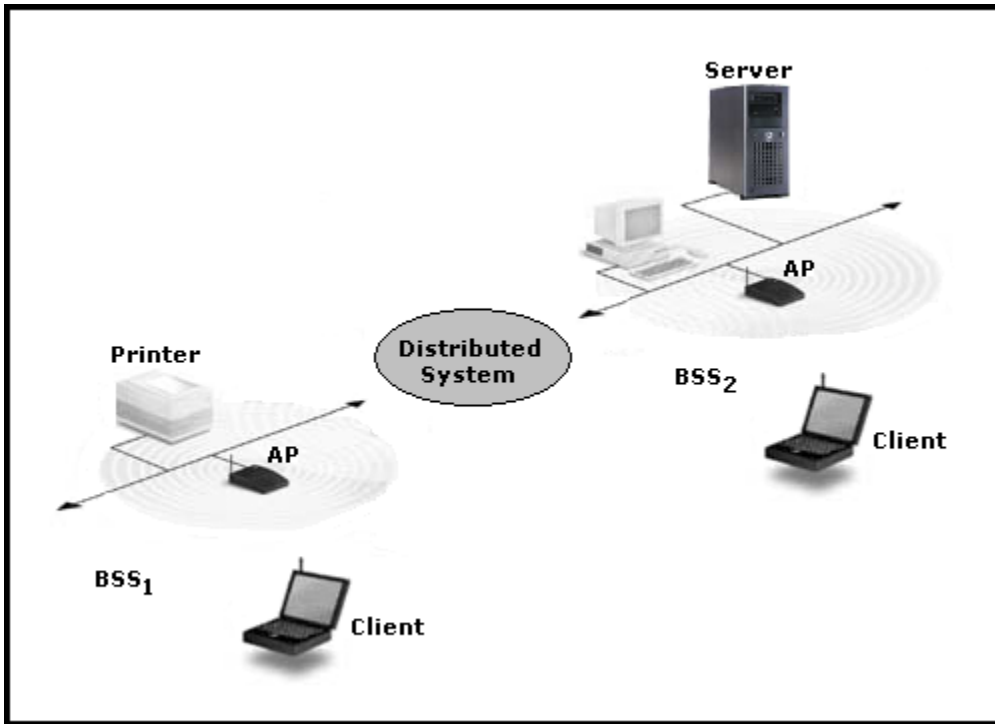 Server
AP
Distributed
System
Printer
BSS2
Client
AP
BSS1
Client